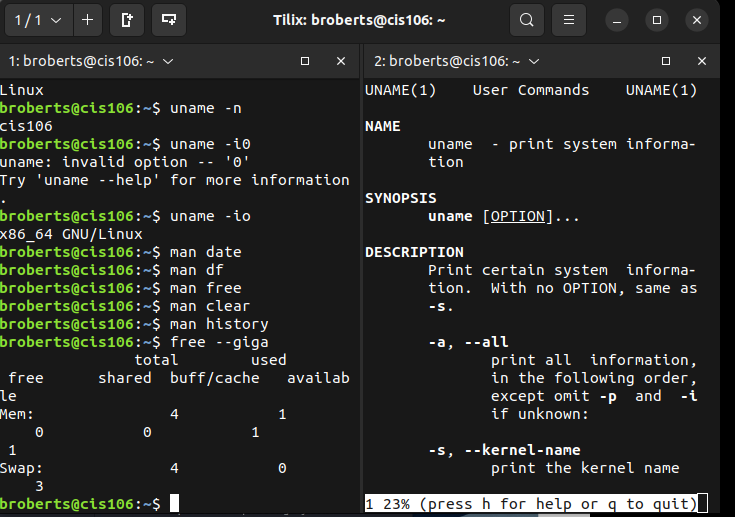 1 / 1
Tilix: broberts@cis106: ~
1: broberts@cis106: ~
Linux
broberts@cis106:~$ uname -n
cis106
broberts@cis106:~$ uname -i0
uname: invalid option -- '0'
Try 'uname --help' for more information
.
broberts@cis106:~$ uname -io
x86_64 GNU/Linux
broberts@cis106:~$ man date
broberts@cis106:~$ man df
broberts@cis106:~$ man free
broberts@cis106:~$ man clear
broberts@cis106:~$ man history
broberts@cis106:~$ free --giga
total used
free shared buff/cache availab
le
Mem: 4 1
0 0 1
1
Swap: 4 0
3
broberts@cis106:~$
2: broberts@cis106: ~
UNAME(1) User Commands UNAME(1)
NAME
uname - print system informa-
tion
SYNOPSIS
uname [OPTION]...
DESCRIPTION
Print certain system informa-
tion. With no OPTION, same as
-s.
-a, --all
print all information,
in the following order,
except omit -p and -i
if unknown:
-s, --kernel-name
print the kernel name
1 23% (press h for help or q to quit)